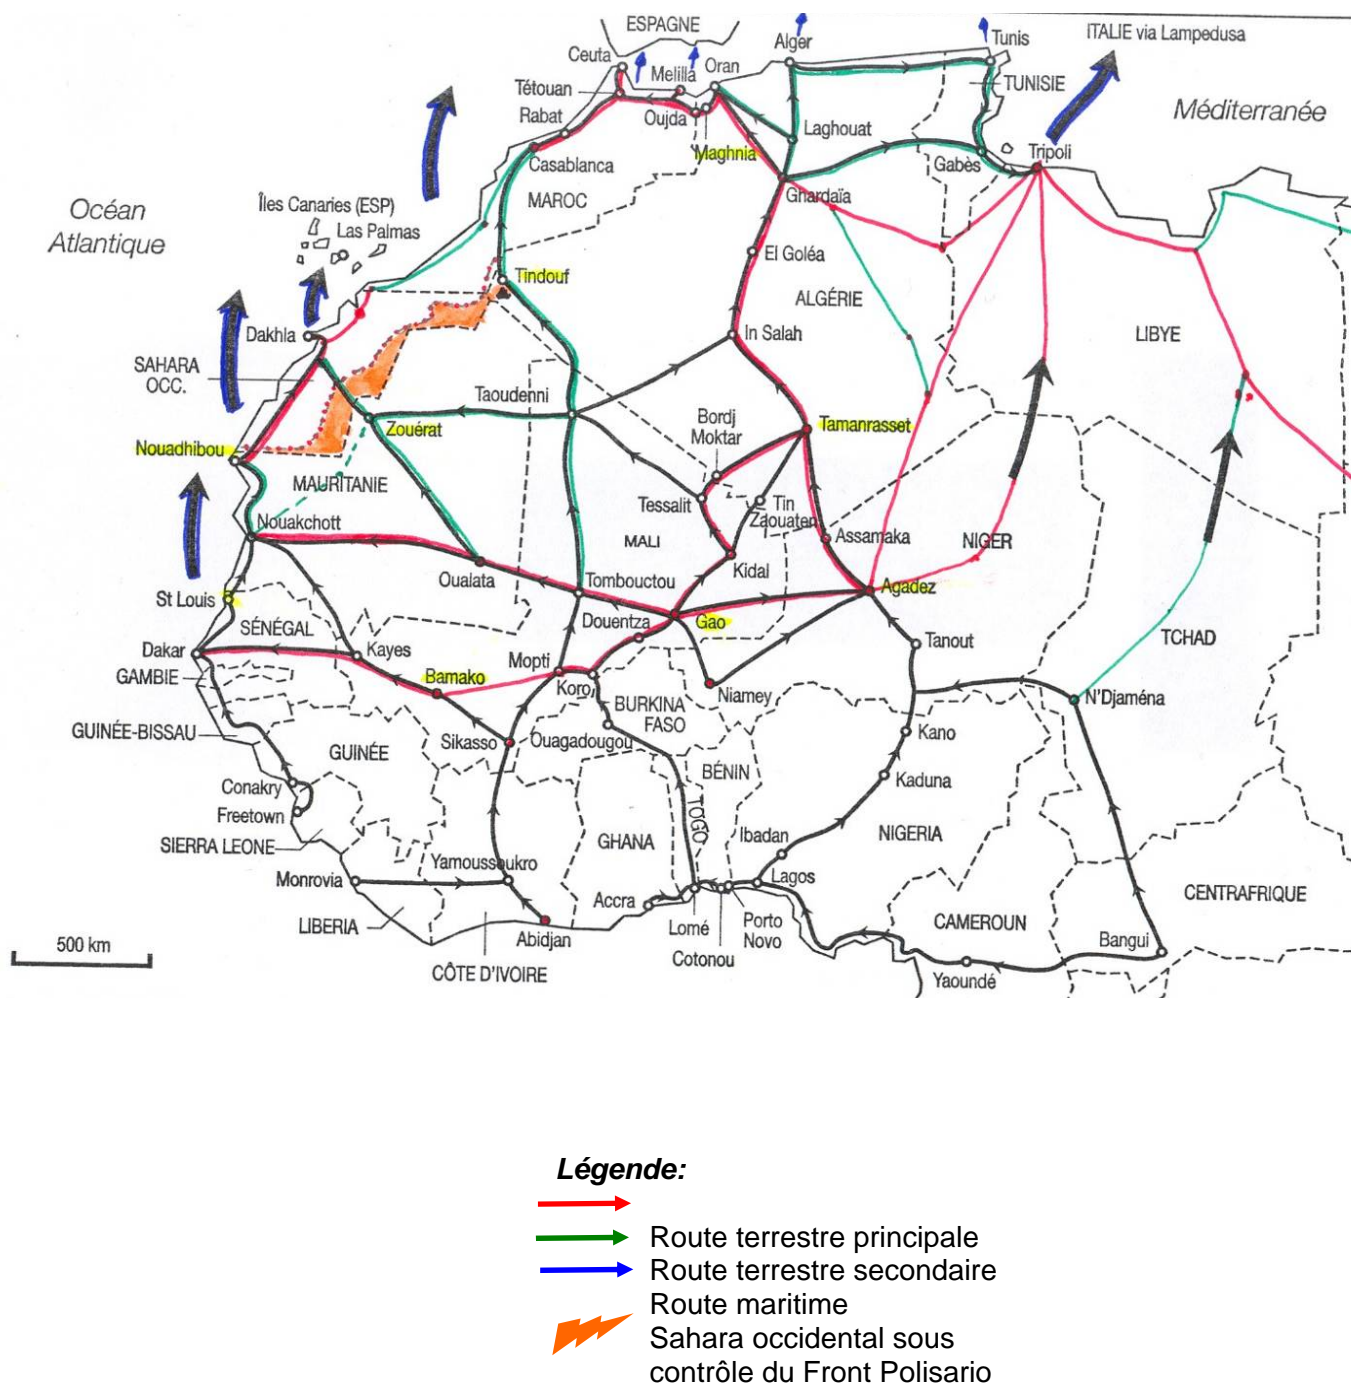 ESPAGNE
Alger
Tunis
ITALIE via Lampedusa
Ceuta
Melilla
Oran
Tétouan
TUNISIE
Rabat
Oujda
Méditerranée
Laghouat
Maghnia
Gabès
Tripoli
Casablanca
MAROC
Ghardaïa
Océan
Atlantique
Îles Canaries (ESP)
Las Palmas
El Goléa
Tindouf
ALGÉRIE
Dakhla
In Salah
LIBYE
SAHARA
OCC.
Taoudenni
Bordj
Moktar
Tamanrasset
Zouérat
Nouadhibou
MAURITANIE
Tessalit
Tin
Zaouaten
Nouakchott
MALI
Assamaka
NIGER
Oualata
Tombouctou
Kidal
Agadez
St Louis
SÉNÉGAL
Douentza
Gao
Tanout
TCHAD
Dakar
Kayes
GAMBIE
Bamako
Mopti
Koro
Niamey
N'Djaména
BURKINA
FASO
GUINÉE-BISSAU
GUINÉE
Sikasso
Ouagadougou
Kano
BÉNIN
Conakry
Kaduna
Freetown
TOGO
GHANA
Ibadan
NIGERIA
SIERRA LEONE
Yamoussoukro
Monrovia
Lagos
CENTRAFRIQUE
Accra
LIBERIA
Abidjan
Lomé
Porto
Novo
CAMEROUN
Bangui
500 km
Cotonou
CÔTE D'IVOIRE
Yaoundé
Légende:
Route terrestre principale
Route terrestre secondaire
Route maritime
Sahara occidental sous
contrôle du Front Polisario